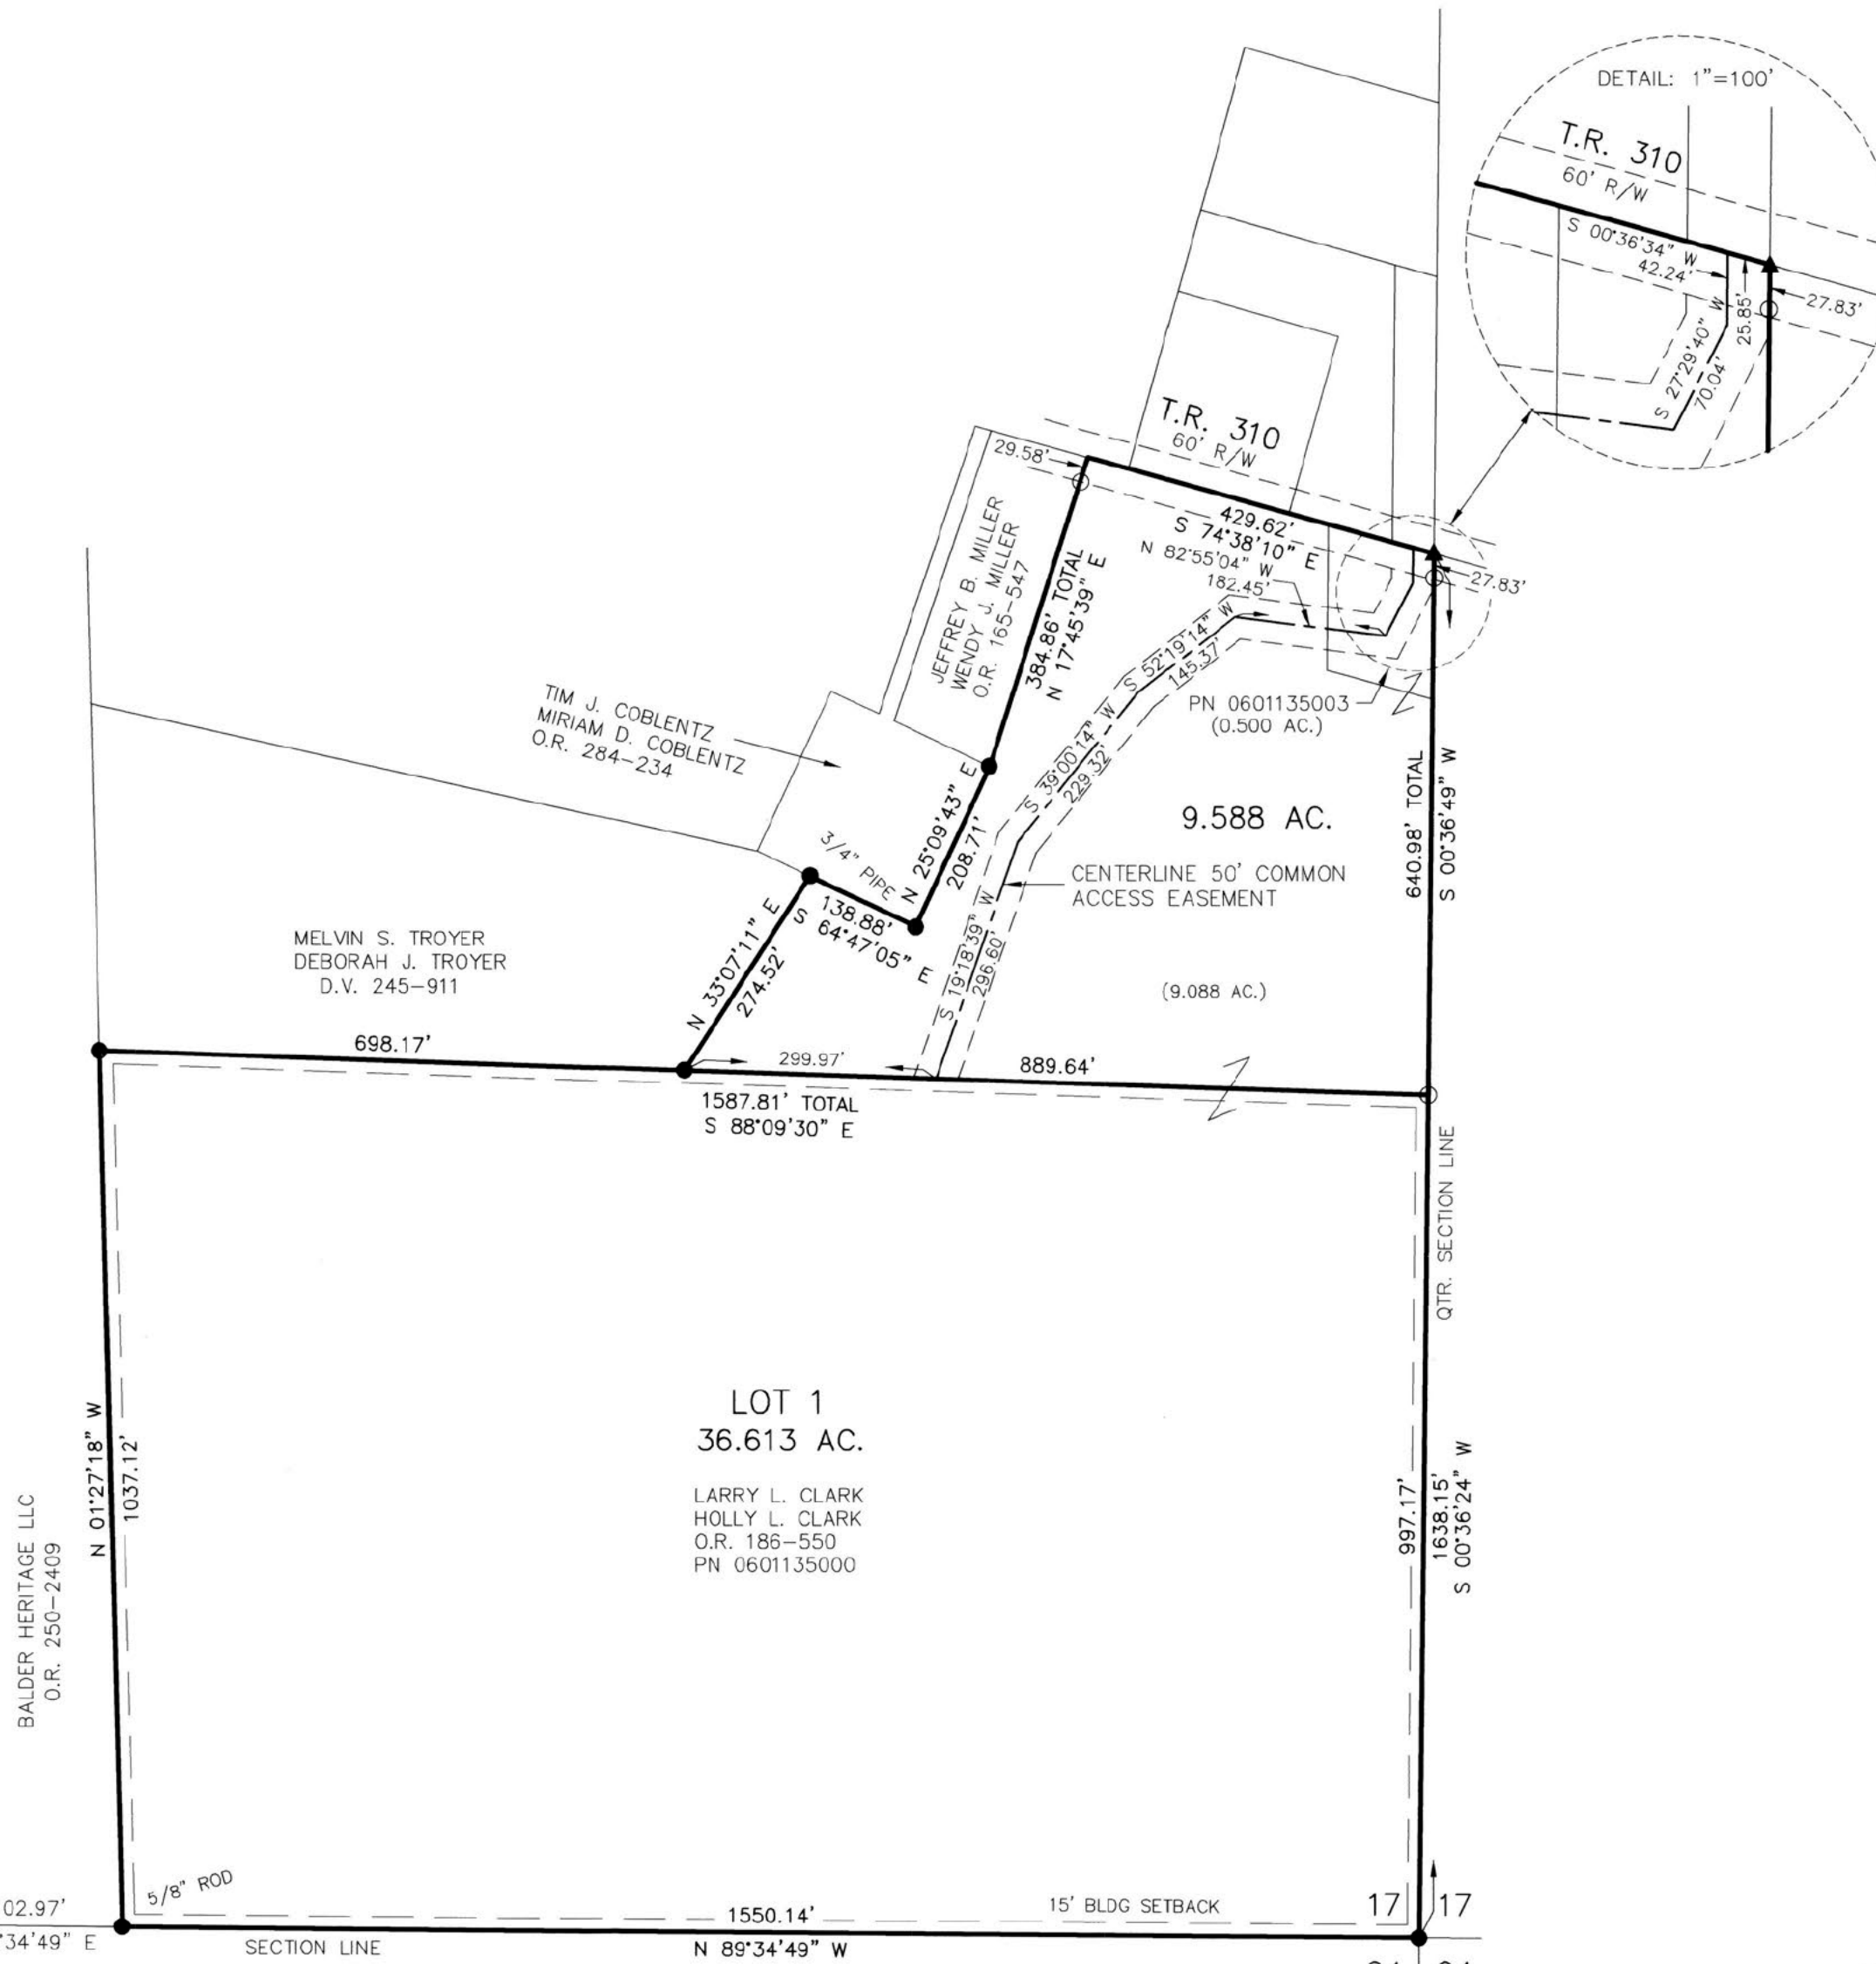 DETAIL: 1"=100'
T.R. 310
60' R/W
S 00°36'34" W
42.24'
27.83'
25.85'
S 27°29'40" W
70.04'
T.R. 310
60' R/W
29.58'
429.62'
S 74°38'10" E
N 82°55'04" W
182.45'
27.83'
JEFFREY B. MILLER
WENDY J. MILLER
O.R. 165-547
384.86' TOTAL
N 17°45'39" E
S 52°19'14" W
145.37'
TIM J. COBLENTZ
MIRIAM D. COBLENTZ
O.R. 284-234
PN 0601135003
(0.500 AC.)
S 39°00'14" W
229.32'
640.98' TOTAL
S 00°36'49" W
9.588 AC.
3/4" PIPE
N 25°09'43" E
208.71'
CENTERLINE 50' COMMON
ACCESS EASEMENT
138.88'
S 64°47'05" E
MELVIN S. TROYER
DEBORAH J. TROYER
D.V. 245-911
N 33°07'11" E
274.52'
S 19°18'39" W
296.60'
(9.088 AC.)
698.17'
299.97'
889.64'
1587.81' TOTAL
S 88°09'30" E
QTR. SECTION LINE
LOT 1
36.613 AC.
LARRY L. CLARK
HOLLY L. CLARK
O.R. 186-550
PN 0601135000
N 01°27'18" W
1037.12'
BALDER HERITAGE LLC
O.R. 250-2409
997.17'
1638.15'
S 00°36'24" W
5/8" ROD
02.97'
°34'49" E
1550.14'
15' BLDG SETBACK
17 17
SECTION LINE
N 89°34'49" W